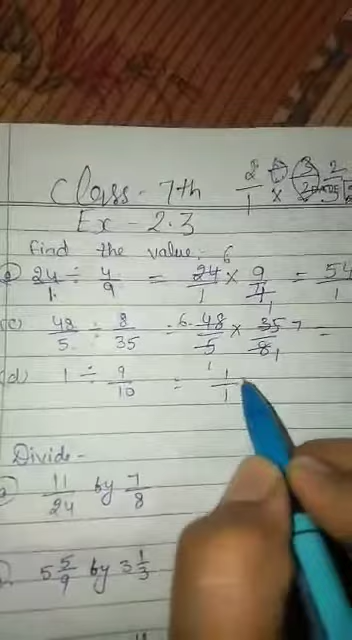 Class - 7th
Ex - 2.3
find the value:-
a) 24/1 ÷ 4/9 = 24/1 × 9/4 = 54/1
(c) 48/5 ÷ 8/35 = 48/5 × 35/8 =
(d) 1 ÷ 9/10 = 1/1
Divide -
a) 11/24 by 7/8
5 5/9 by 3 1/3